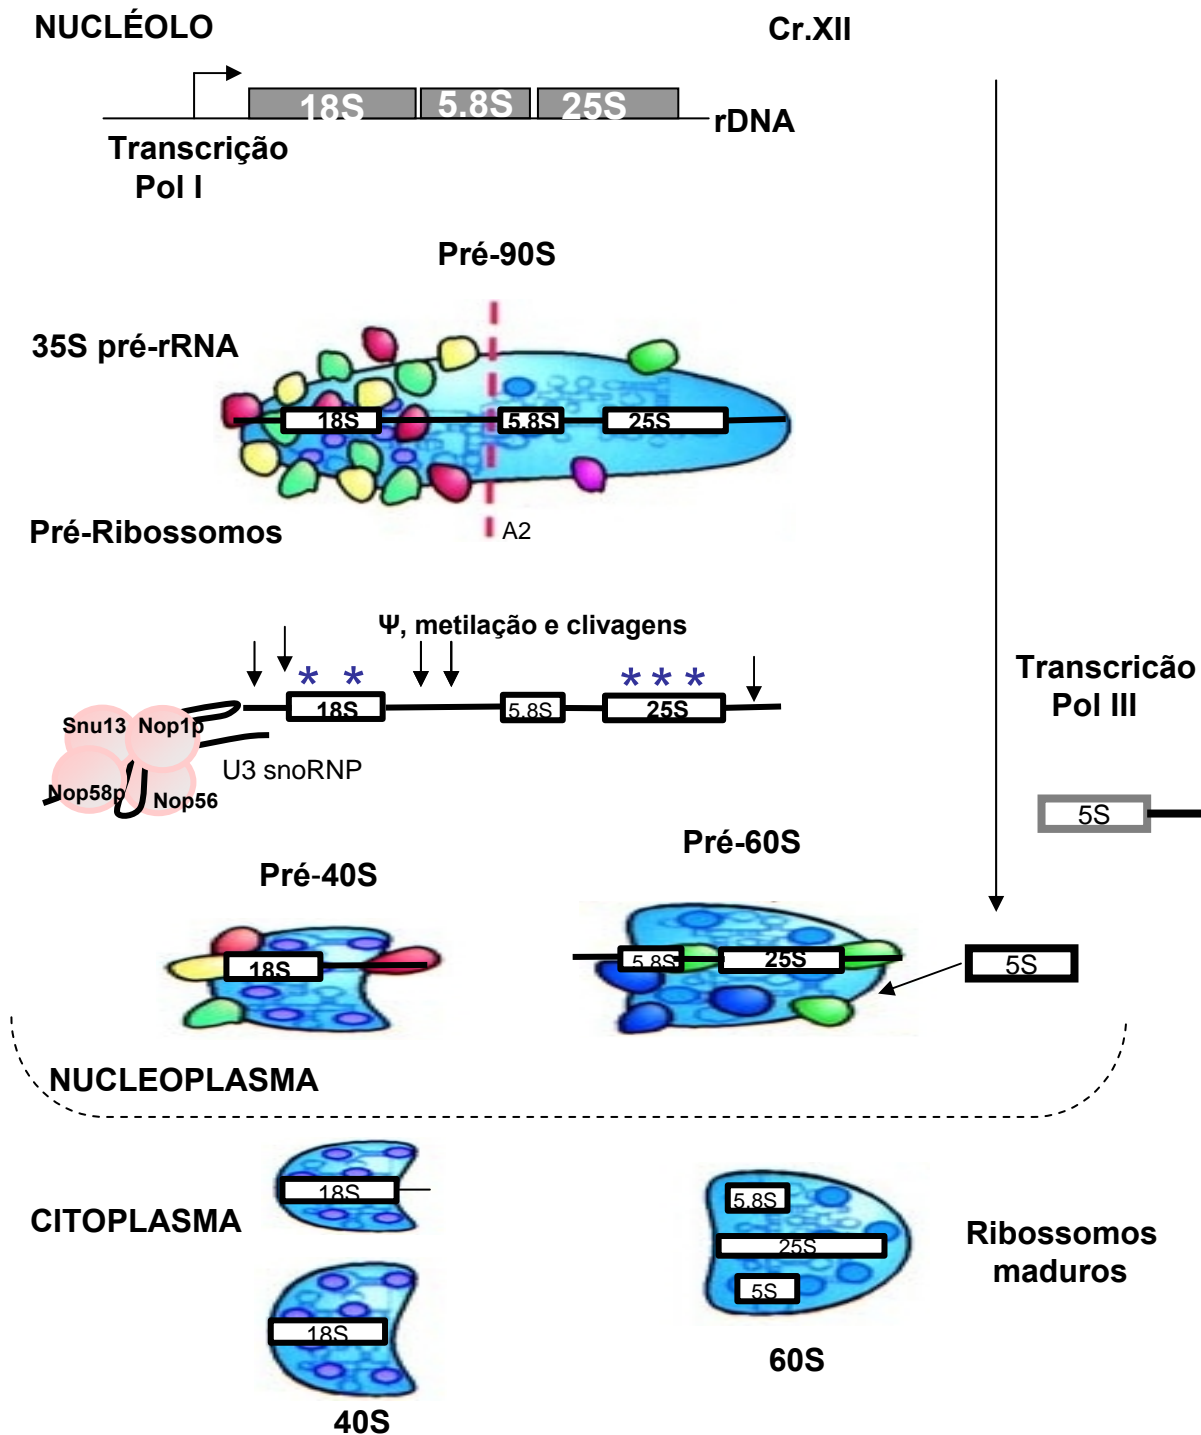 NUCLÉOLO
Cr.XII
18S
5.8S
25S
rDNA
Transcrição
Pol I
Pré-90S
35S pré-rRNA
18S
5.8S
25S
Pré-Ribossomos
A2
Ψ, metilação e clivagens
* *
* * *
18S
5.8S
25S
Transcricão
Pol III
Snu13
Nop1p
U3 snoRNP
Nop58p
Nop56
5S
Pré-60S
Pré-40S
18S
5.8S
25S
5S
NUCLEOPLASMA
18S
5.8S
CITOPLASMA
25S
Ribossomos
maduros
5S
18S
60S
40S